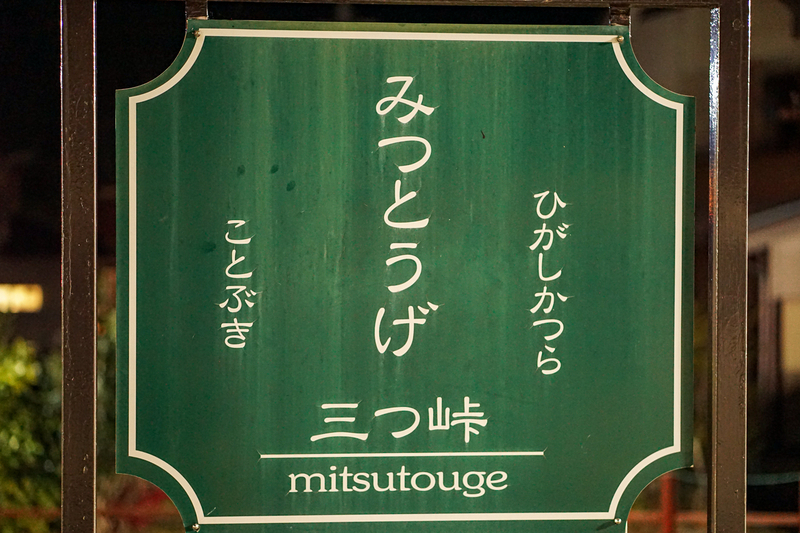 みつとうげ
ひがしかつら
ことぶき
三つ峠
mitsutouge